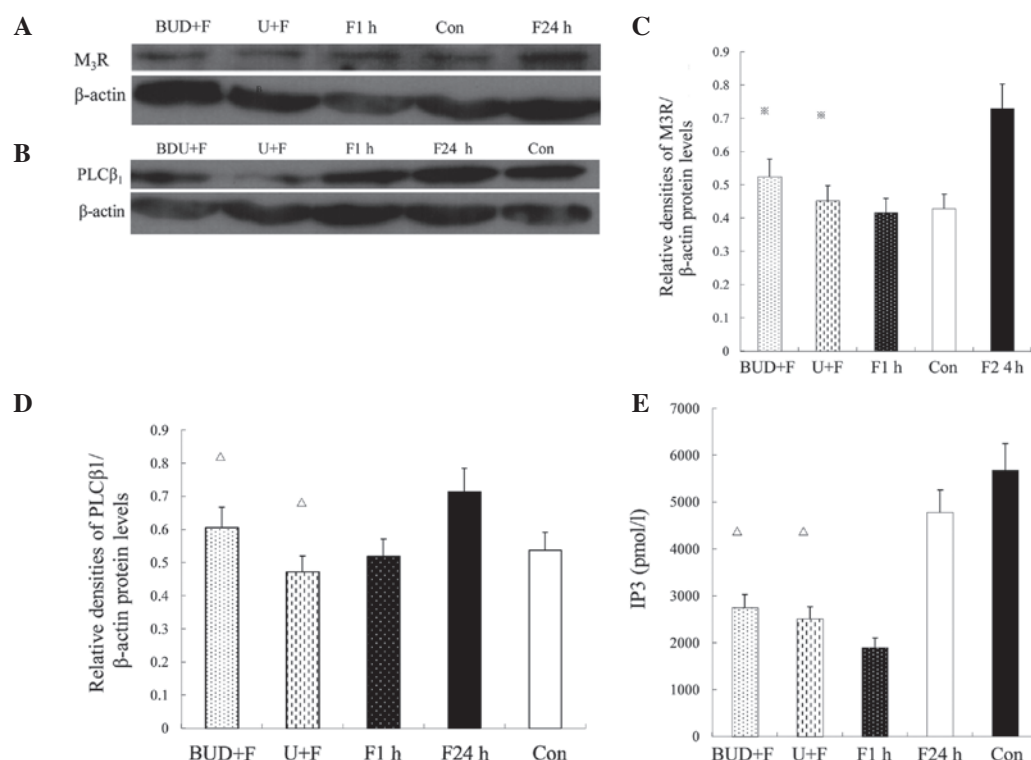 A
BUD+F U+F F1 h Con F24 h
M₃R
β-actin
B
BDU+F U+F F1 h F24 h Con
PLCβ₁
β-actin
C
Relative densities of M3R/
β-actin protein levels
0.9
0.8
0.7
0.6
0.5
0.4
0.3
0.2
0.1
0
※ ※
BUD+F U+F F1 h Con F2 4 h
D
Relative densities of PLCβ1/
β-actin protein levels
0.9
0.8
0.7
0.6
0.5
0.4
0.3
0.2
0.1
0
△ △
BUD+F U+F F1 h F24 h Con
E
IP3 (pmol/l)
7000
6000
5000
4000
3000
2000
1000
0
△ △
BUD+F U+F F1 h F24 h Con